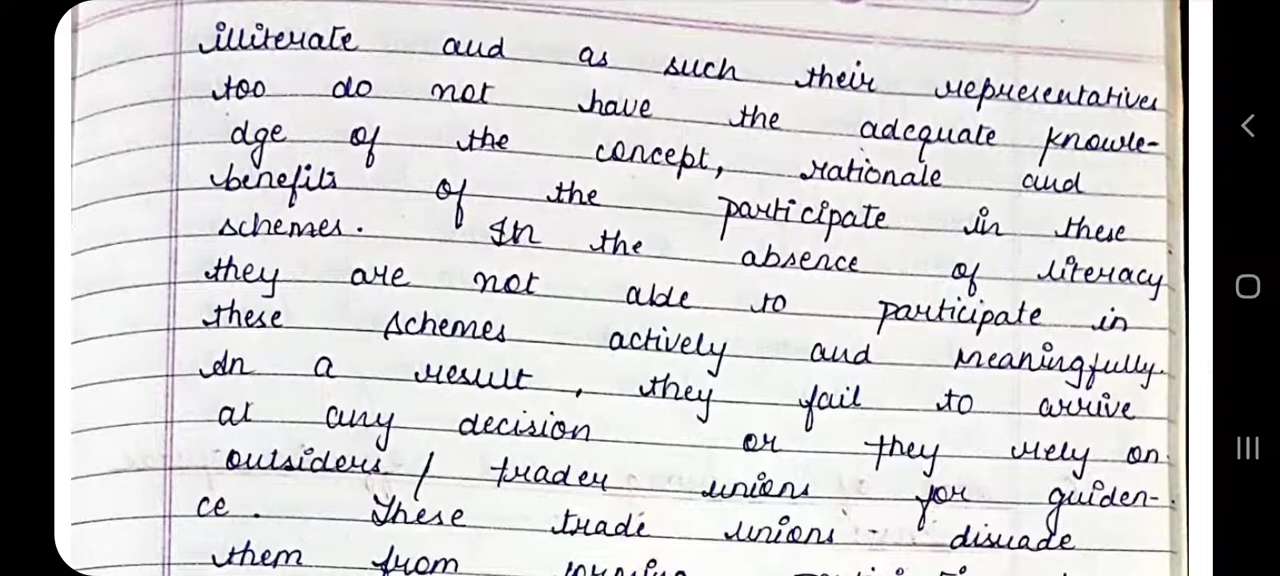 illiterate and as such their representatives
too do not have the adequate knowle-
dge of the concept, rationale and
benefits of the participate in these
schemes. In the absence of literacy
they are not able to participate in
these schemes actively and meaningfully.
In a result, they fail to arrive
at any decision or they rely on
outsiders / trader unions for guiden-
ce. These trade unions disuade
them from